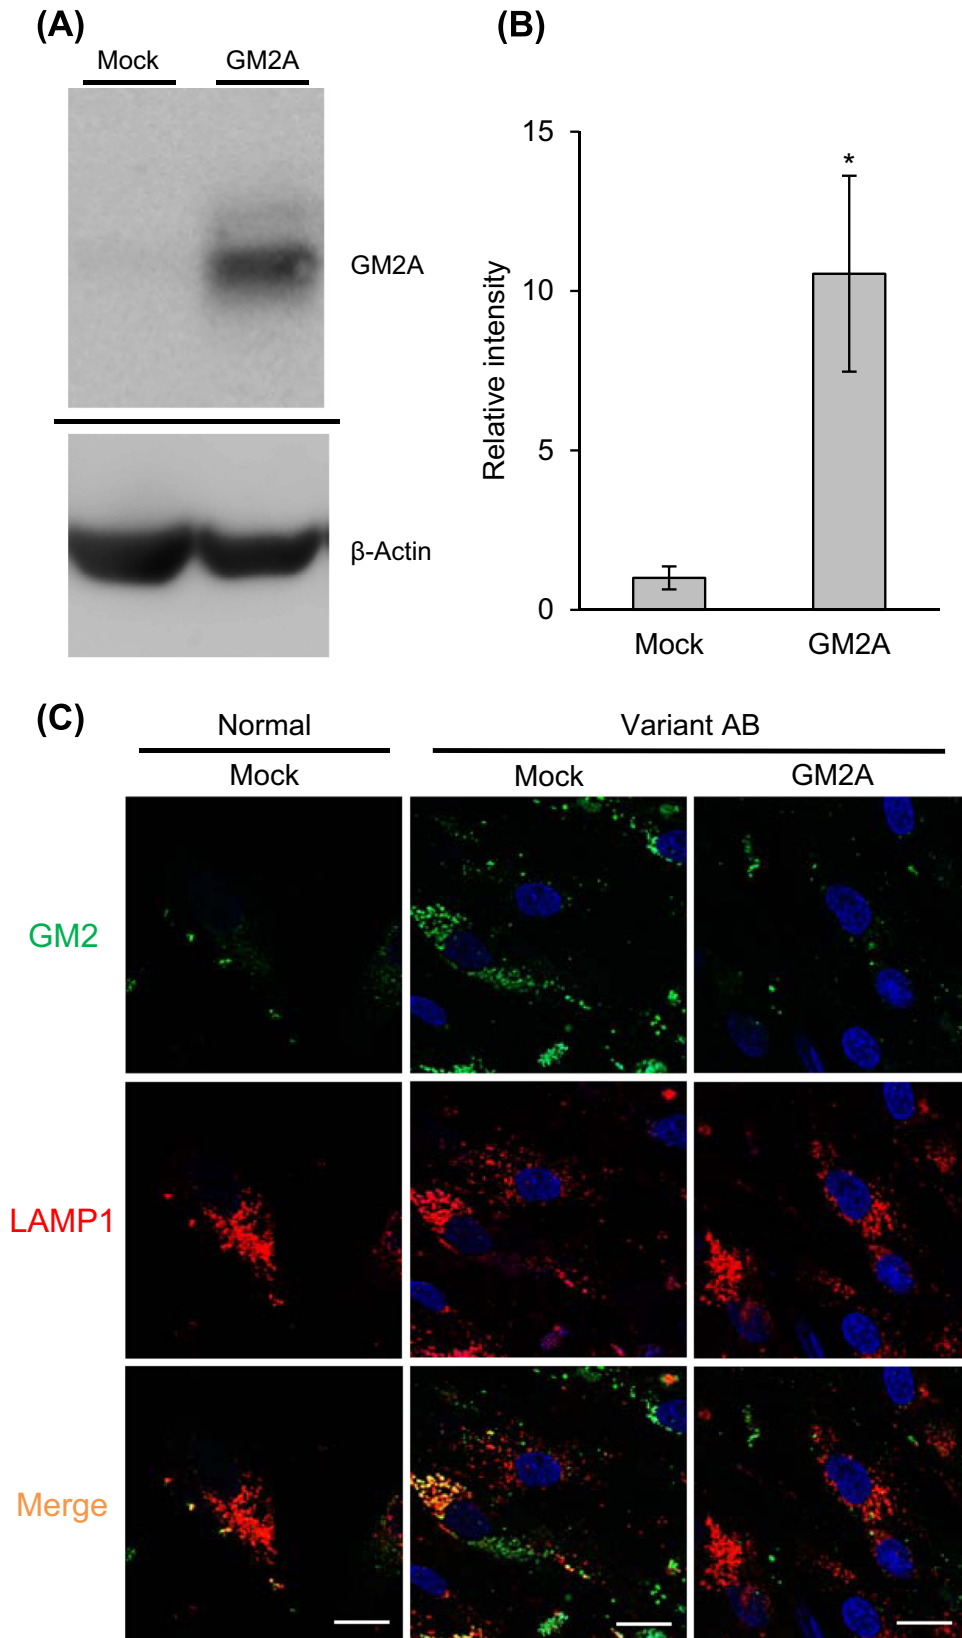 (A)
Mock GM2A
GM2A
β-Actin
(B)
15
*
10
5
0
Relative intensity
Mock GM2A
(C)
Normal Variant AB
Mock Mock GM2A
GM2
LAMP1
Merge